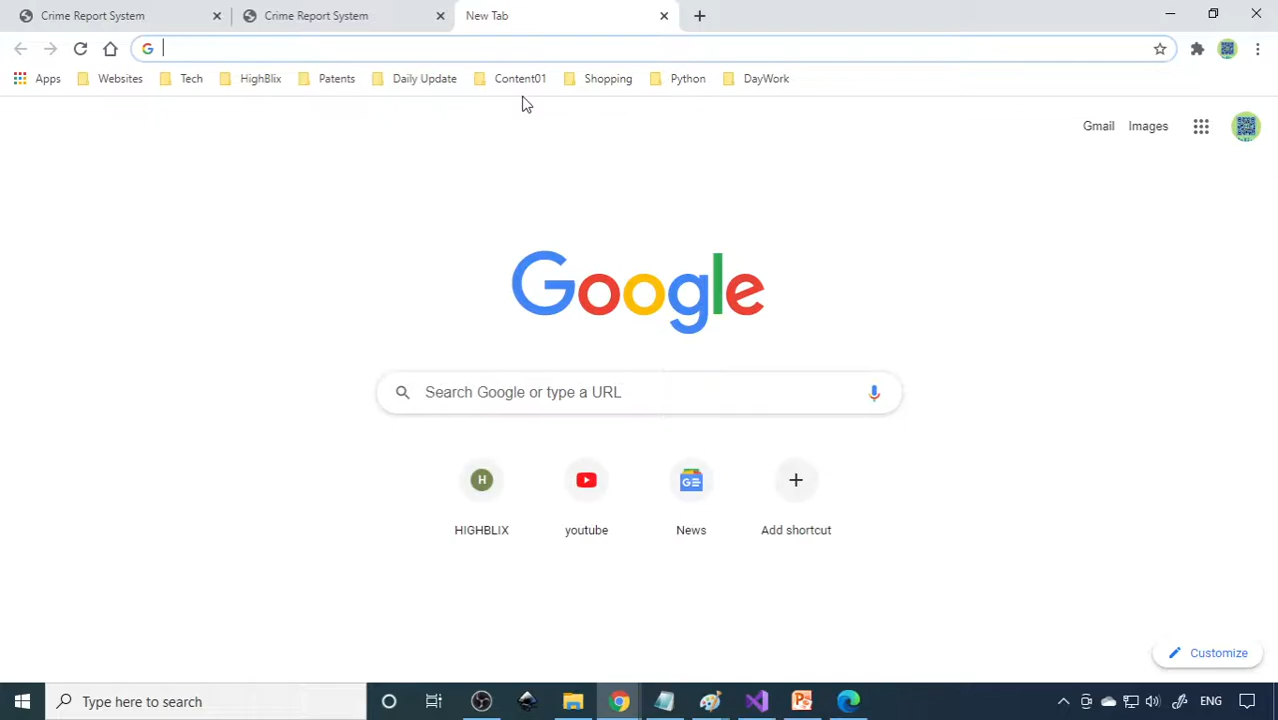 Crime Report System
Crime Report System
New Tab
Apps
Websites
Tech
HighBlix
Patents
Daily Update
Content01
Shopping
Python
DayWork
Gmail
Images
Google
Search Google or type a URL
H
GE
HIGHBLIX
youtube
News
Add shortcut
Customize
Type here to search
ENG